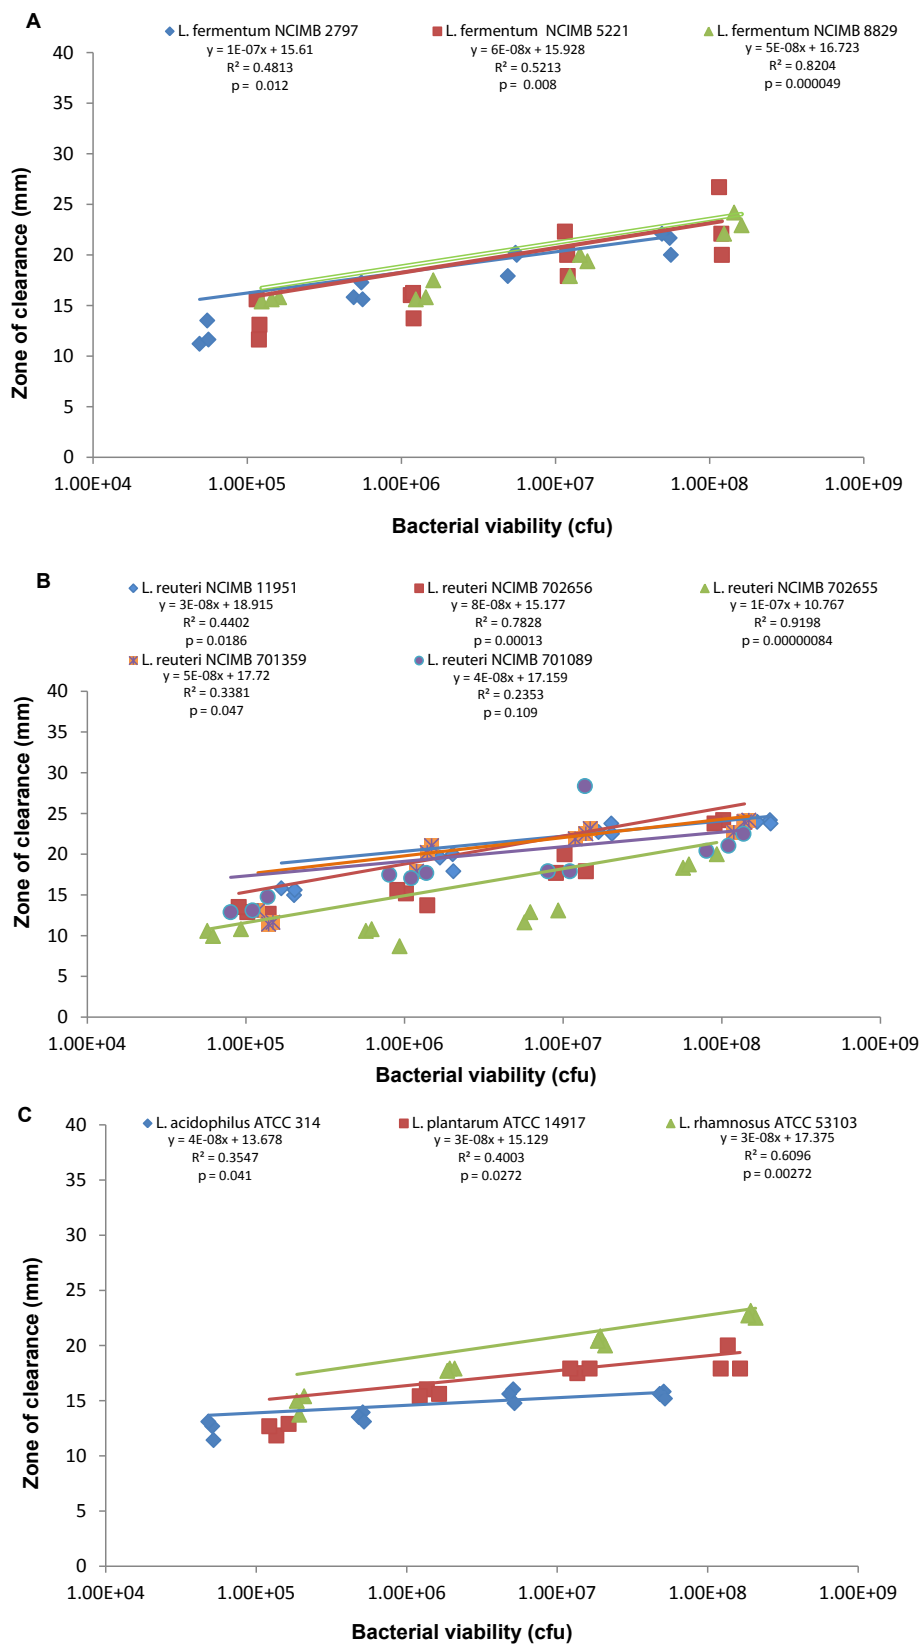 A
L. fermentum NCIMB 2797
y = 1E-07x + 15.61
R² = 0.4813
p = 0.012
L. fermentum NCIMB 5221
y = 6E-08x + 15.928
R² = 0.5213
p = 0.008
L. fermentum NCIMB 8829
y = 5E-08x + 16.723
R² = 0.8204
p = 0.000049
Zone of clearance (mm)
40
35
30
25
20
15
10
5
0
1.00E+04
1.00E+05
1.00E+06
1.00E+07
1.00E+08
1.00E+09
Bacterial viability (cfu)
B
L. reuteri NCIMB 11951
y = 3E-08x + 18.915
R² = 0.4402
p = 0.0186
L. reuteri NCIMB 702656
y = 8E-08x + 15.177
R² = 0.7828
p = 0.00013
L. reuteri NCIMB 702655
y = 1E-07x + 10.767
R² = 0.9198
p = 0.00000084
L. reuteri NCIMB 701359
y = 5E-08x + 17.72
R² = 0.3381
p = 0.047
L. reuteri NCIMB 701089
y = 4E-08x + 17.159
R² = 0.2353
p = 0.109
Zone of clearance (mm)
40
35
30
25
20
15
10
5
0
1.00E+04
1.00E+05
1.00E+06
1.00E+07
1.00E+08
1.00E+09
Bacterial viability (cfu)
C
L. acidophilus ATCC 314
y = 4E-08x + 13.678
R² = 0.3547
p = 0.041
L. plantarum ATCC 14917
y = 3E-08x + 15.129
R² = 0.4003
p = 0.0272
L. rhamnosus ATCC 53103
y = 3E-08x + 17.375
R² = 0.6096
p = 0.00272
Zone of clearance (mm)
40
35
30
25
20
15
10
5
0
1.00E+04
1.00E+05
1.00E+06
1.00E+07
1.00E+08
1.00E+09
Bacterial viability (cfu)